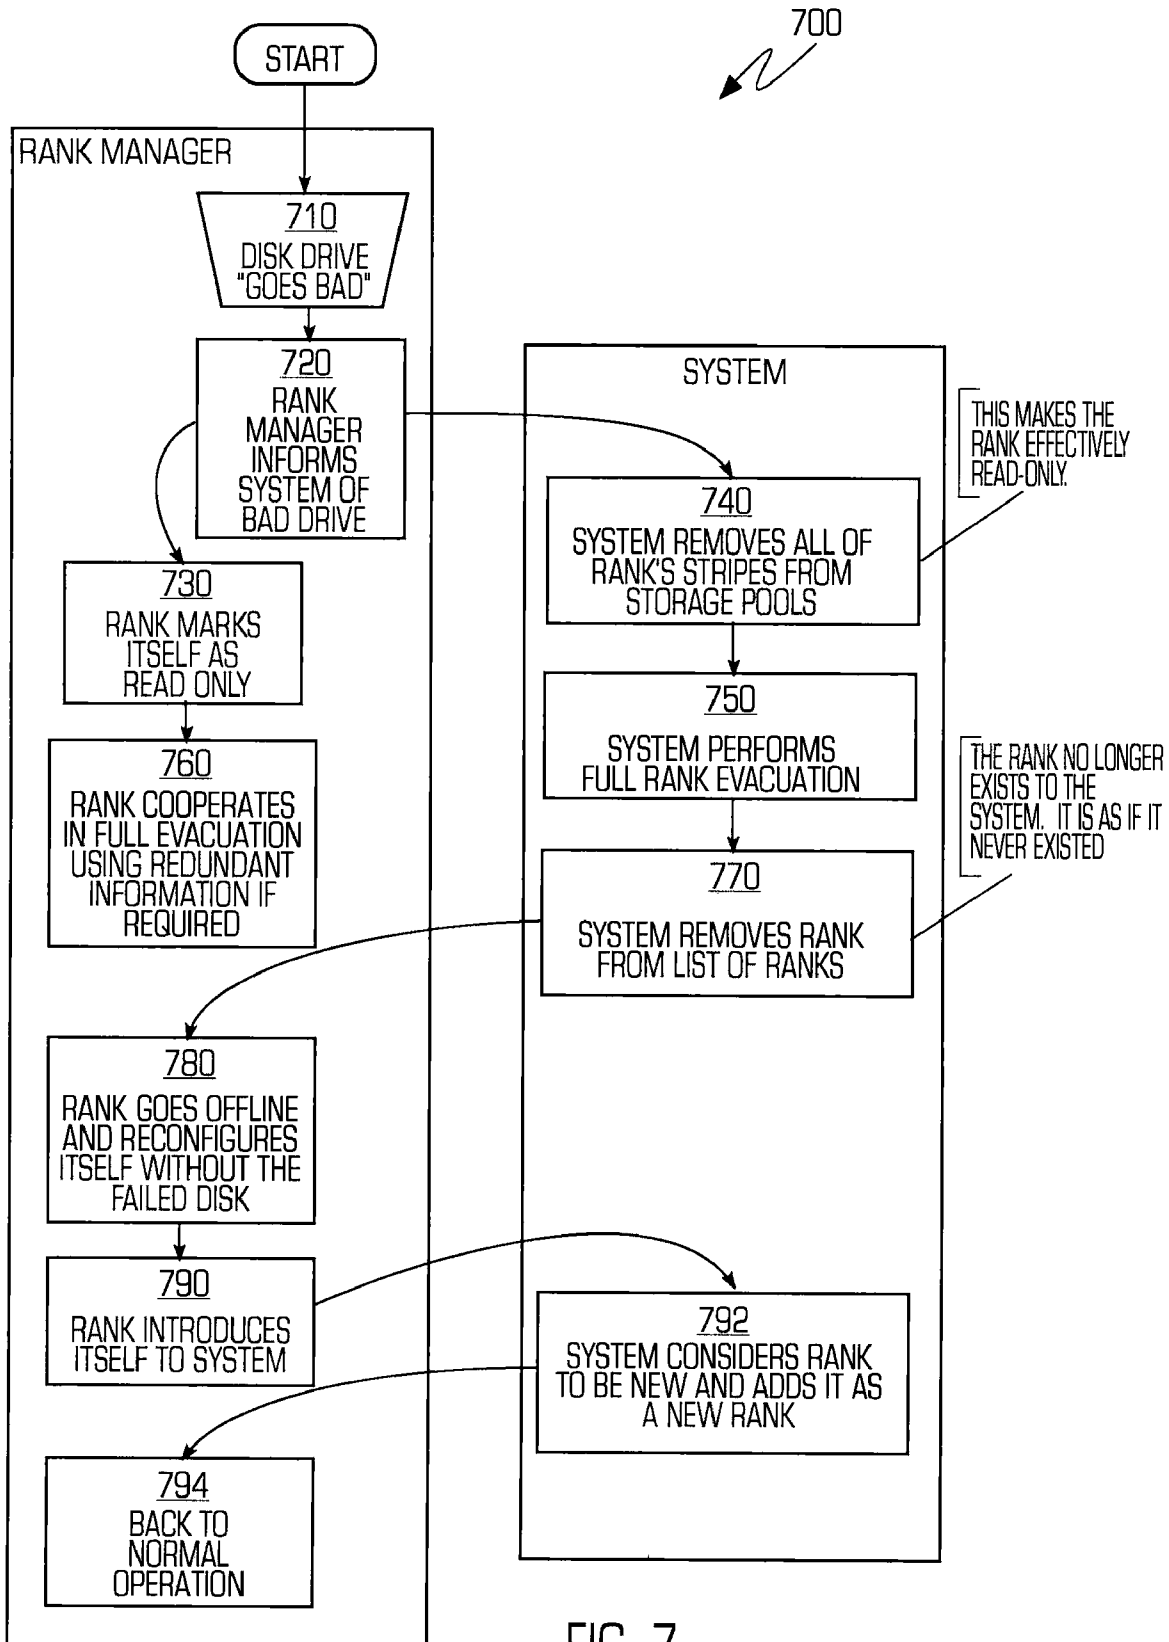 700
START
RANK MANAGER
710
DISK DRIVE
"GOES BAD"
720
RANK
MANAGER
INFORMS
SYSTEM OF
BAD DRIVE
730
RANK MARKS
ITSELF AS
READ ONLY
760
RANK COOPERATES
IN FULL EVACUATION
USING REDUNDANT
INFORMATION IF
REQUIRED
780
RANK GOES OFFLINE
AND RECONFIGURES
ITSELF WITHOUT THE
FAILED DISK
790
RANK INTRODUCES
ITSELF TO SYSTEM
794
BACK TO
NORMAL
OPERATION
SYSTEM
740
SYSTEM REMOVES ALL OF
RANK'S STRIPES FROM
STORAGE POOLS
750
SYSTEM PERFORMS
FULL RANK EVACUATION
770
SYSTEM REMOVES RANK
FROM LIST OF RANKS
792
SYSTEM CONSIDERS RANK
TO BE NEW AND ADDS IT AS
A NEW RANK
THIS MAKES THE
RANK EFFECTIVELY
READ-ONLY.
THE RANK NO LONGER
EXISTS TO THE
SYSTEM. IT IS AS IF IT
NEVER EXISTED
FIG. 7